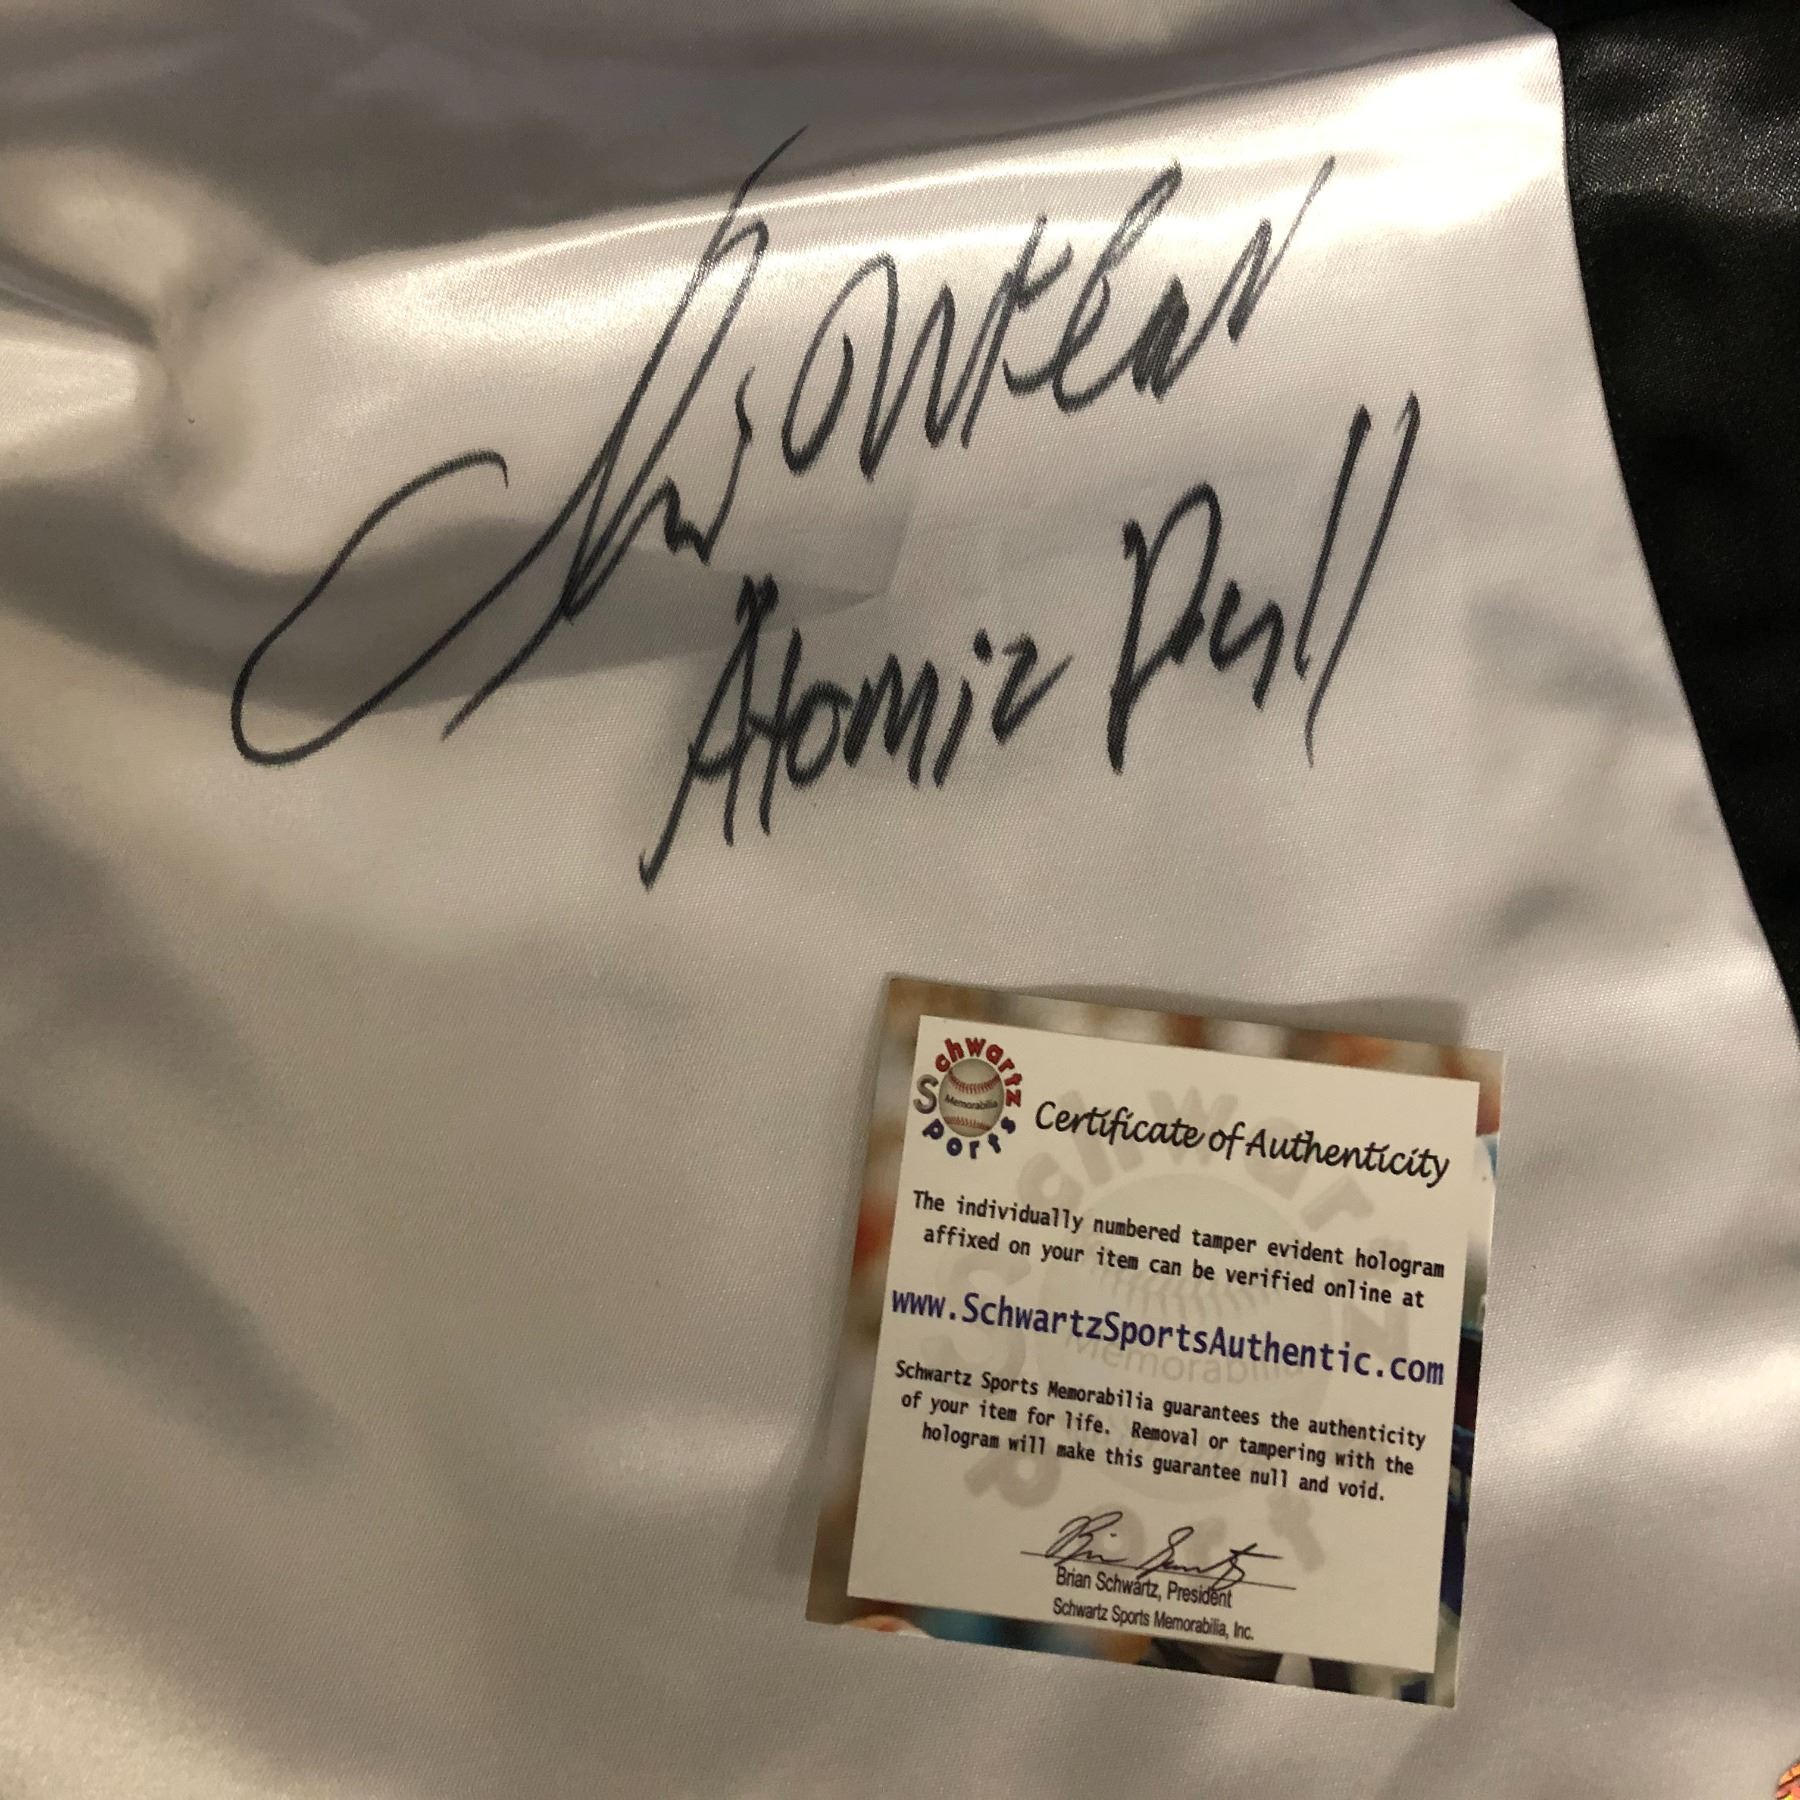 Atomic Bull
Schwartz
Sports
Memorabilia
Certificate of Authenticity
The individually numbered tamper evident hologram
affixed on your item can be verified online at
www.SchwartzSportsAuthentic.com
Schwartz Sports Memorabilia guarantees the authenticity
of your item for life. Removal or tampering with the
hologram will make this guarantee null and void.
Brian Schwartz, President
Schwartz Sports Memorabilia, Inc.